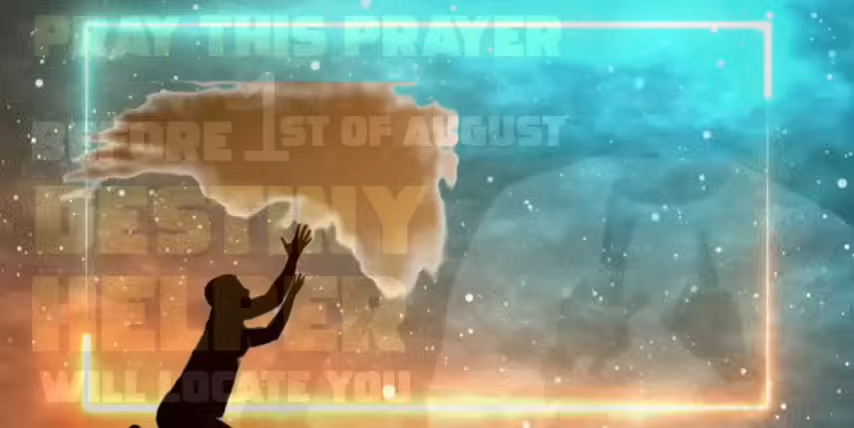 PRAY THIS PRAYER
BEFORE 1ST OF AUGUST
DESTINY
HELPER
WILL LOCATE YOU